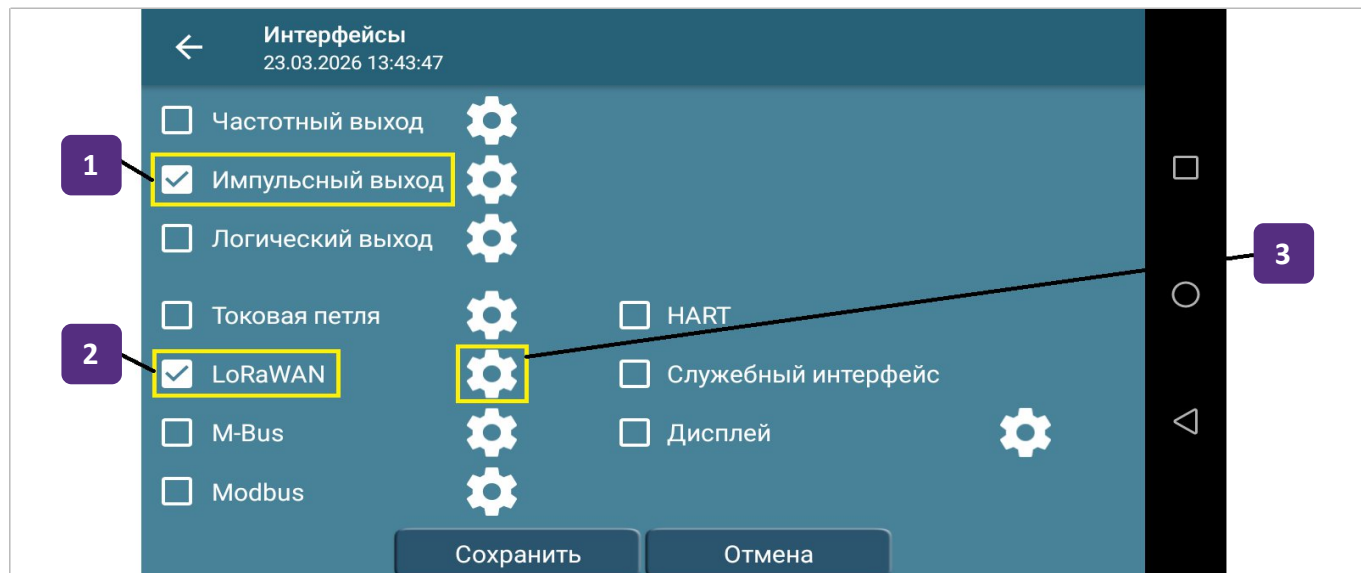 Интерфейсы
23.03.2026 13:43:47
Частотный выход
1
Импульсный выход
Логический выход
3
Токовая петля
HART
2
LoRaWAN
Служебный интерфейс
M-Bus
Дисплей
Modbus
Сохранить
Отмена